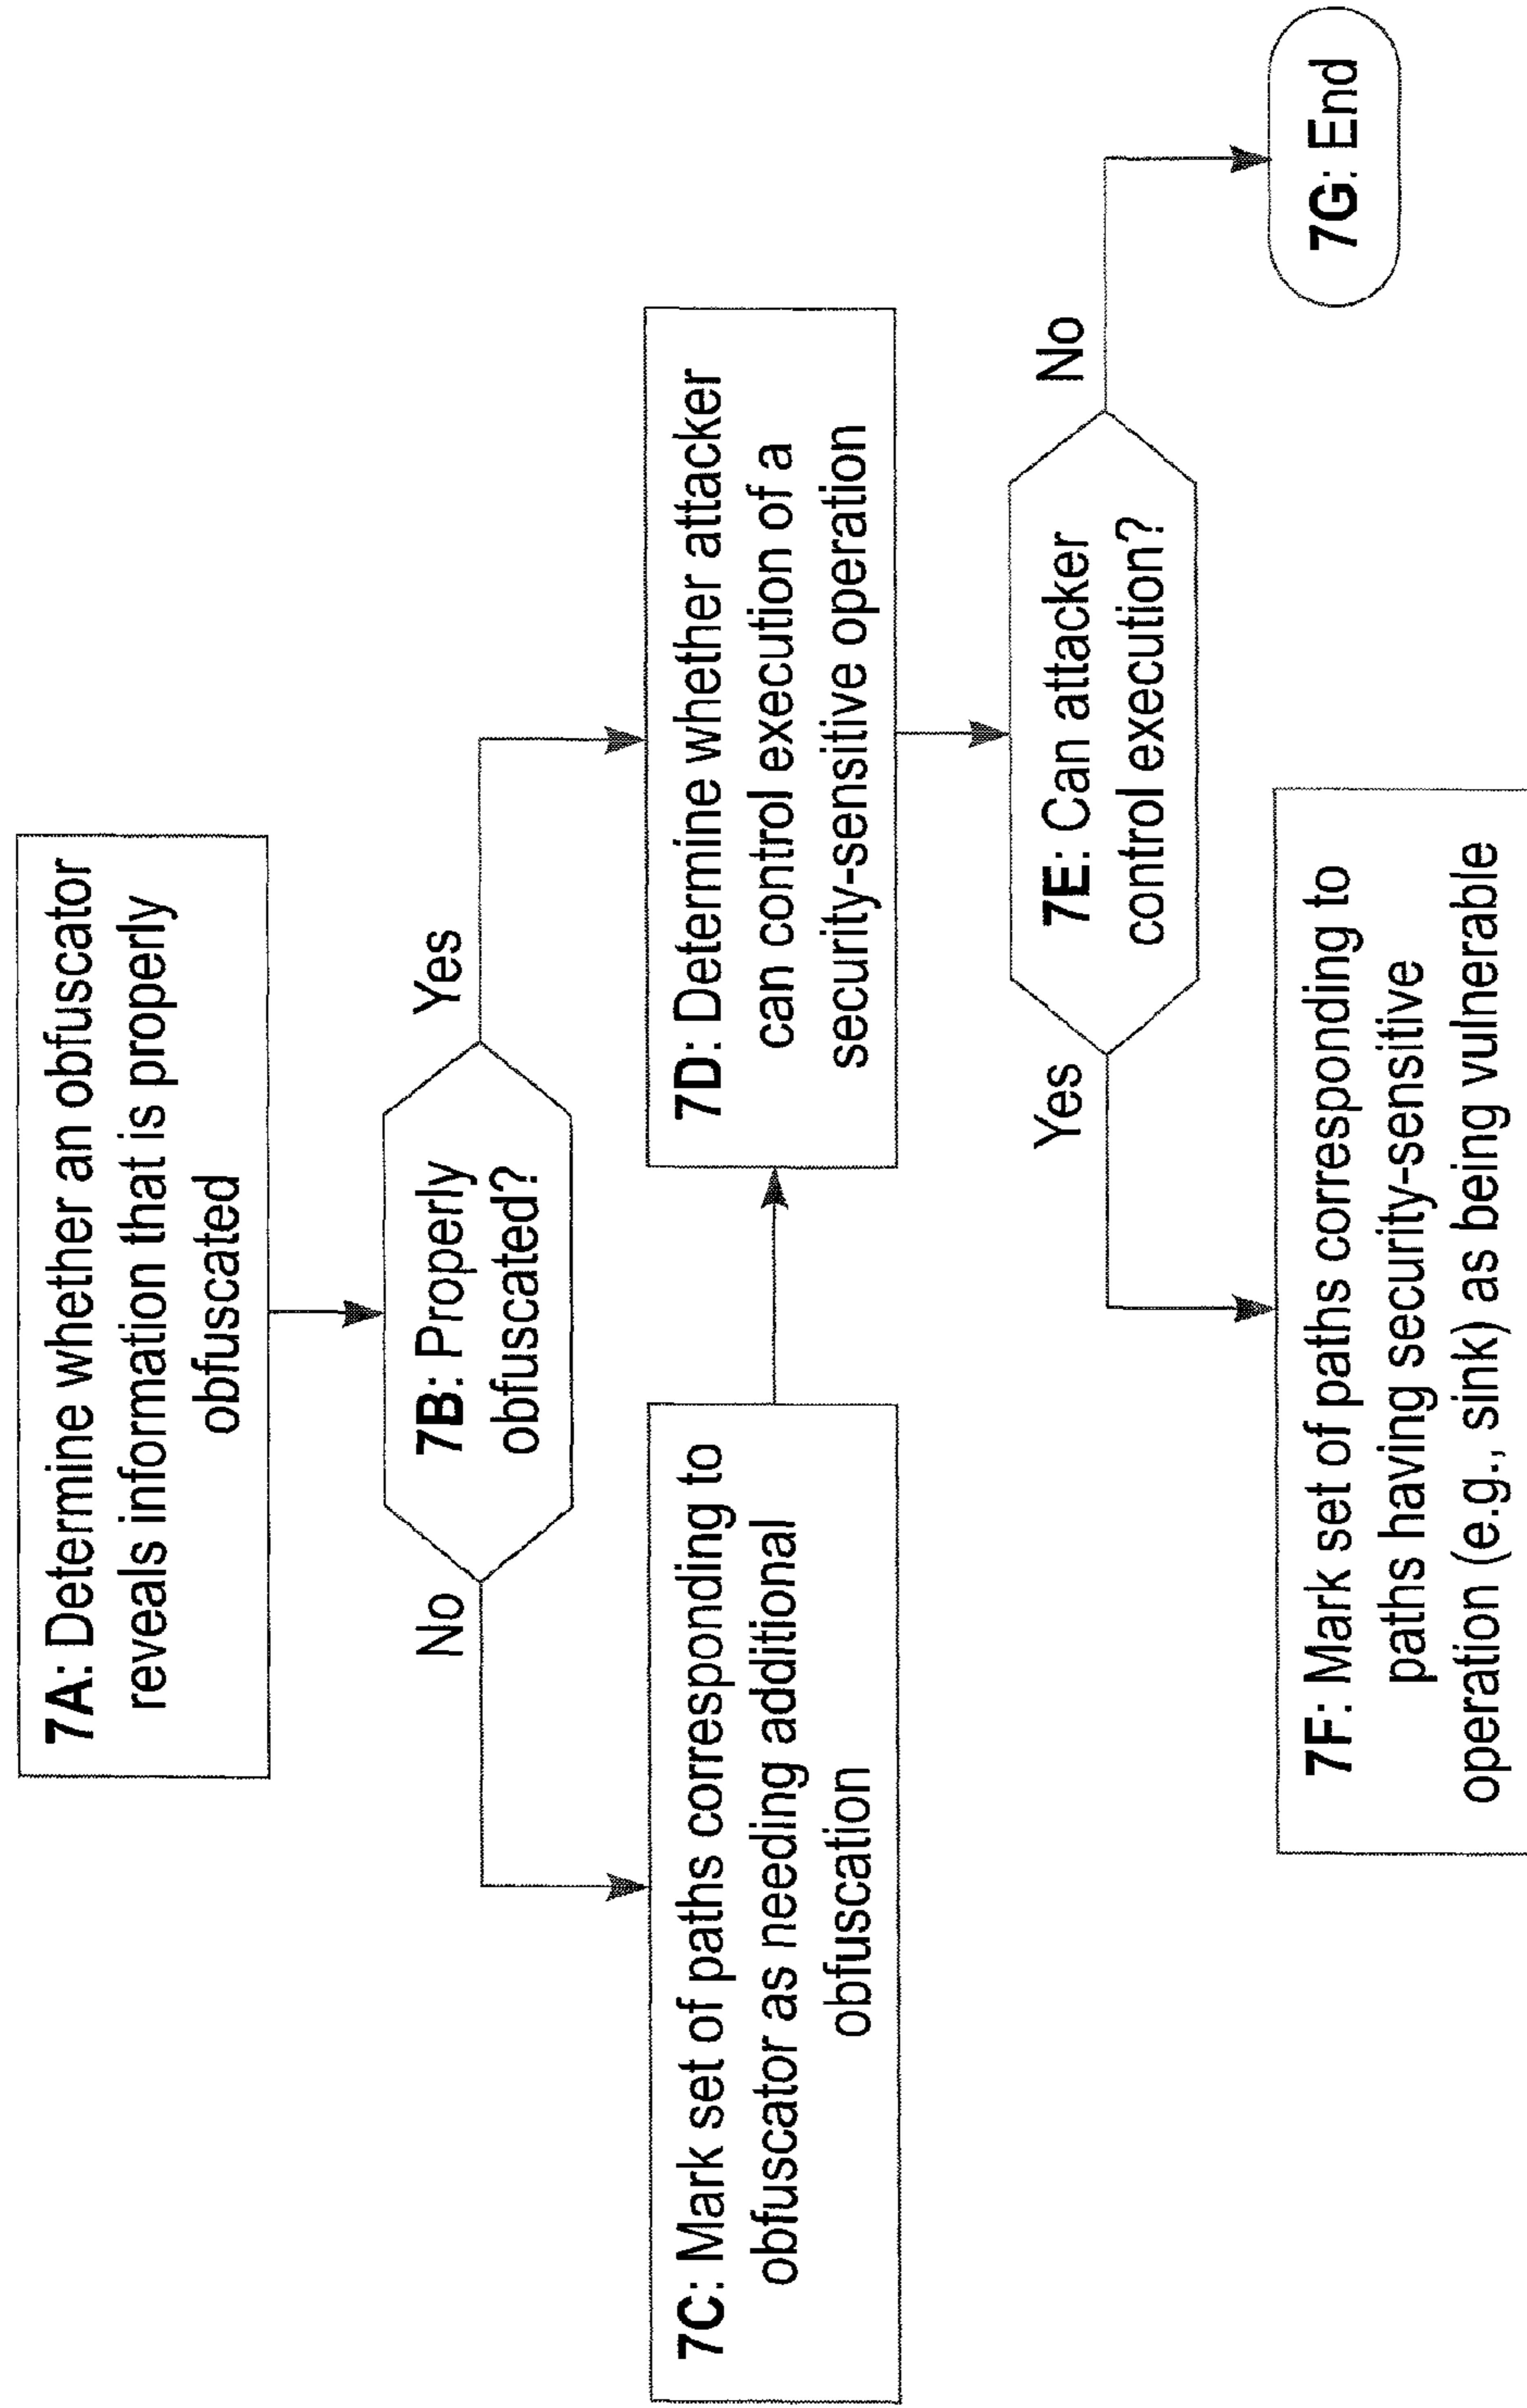 7A: Determine whether an obfuscator
reveals information that is properly
obfuscated
7B: Properly
obfuscated?
No
Yes
7C: Mark set of paths corresponding to
obfuscator as needing additional
obfuscation
7D: Determine whether attacker
can control execution of a
security-sensitive operation
7E: Can attacker
control execution?
Yes
No
7F: Mark set of paths corresponding to
paths having security-sensitive
operation (e.g., sink) as being vulnerable
7G: End